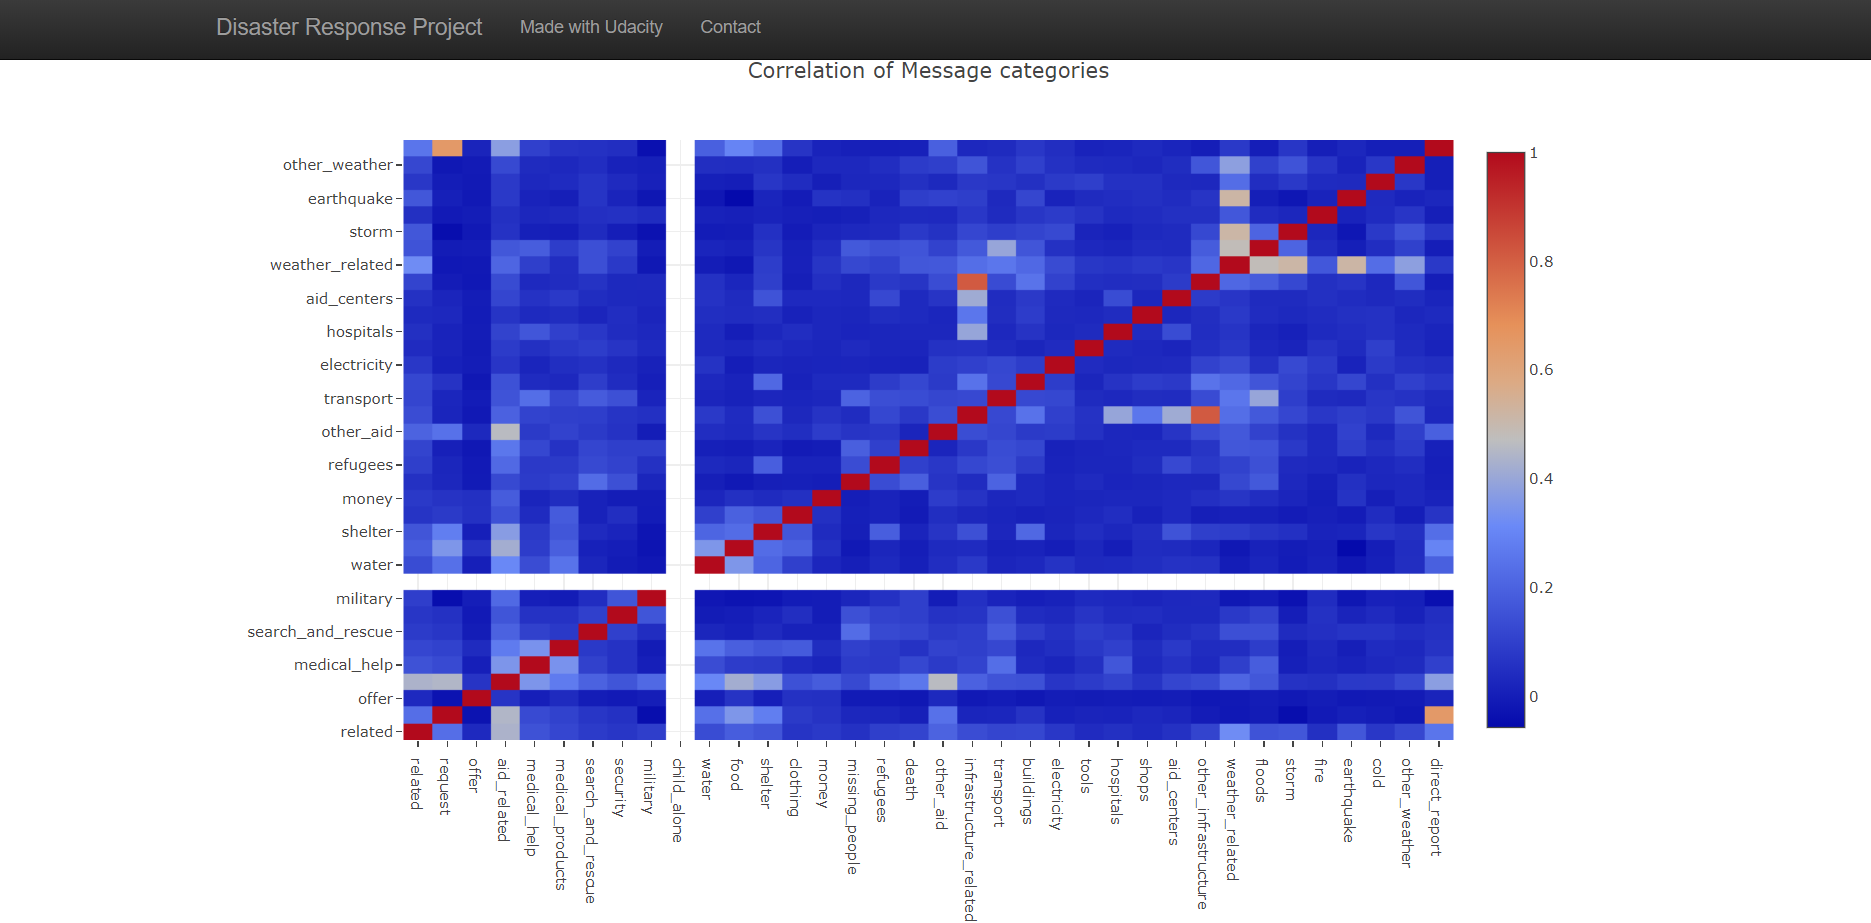 Disaster Response Project Made with Udacity Contact
Correlation of Message categories
other_weather
earthquake
storm
weather_related
aid_centers
hospitals
electricity
transport
other_aid
refugees
money
shelter
water
military
search_and_rescue
medical_help
offer
related
1
0.8
0.6
0.4
0.2
0
related
request
offer
aid_related
medical_help
medical_products
search_and_rescue
security
military
child_alone
water
food
shelter
clothing
money
missing_people
refugees
death
other_aid
infrastructure_related
transport
buildings
electricity
tools
hospitals
shops
aid_centers
other_infrastructure
weather_related
floods
storm
fire
earthquake
cold
other_weather
direct_report